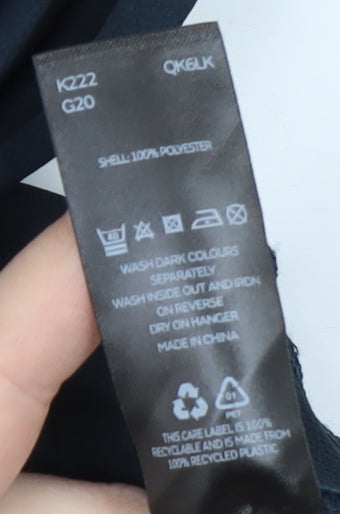 K222 QK6LK
G20
SHELL: 100% POLYESTER
40
WASH DARK COLOURS
SEPARATELY
WASH INSIDE OUT AND IRON
ON REVERSE
DRY ON HANGER
MADE IN CHINA
01
PET
THIS CARE LABEL IS 100%
RECYCLABLE AND IS MADE FROM
100% RECYCLED PLASTIC